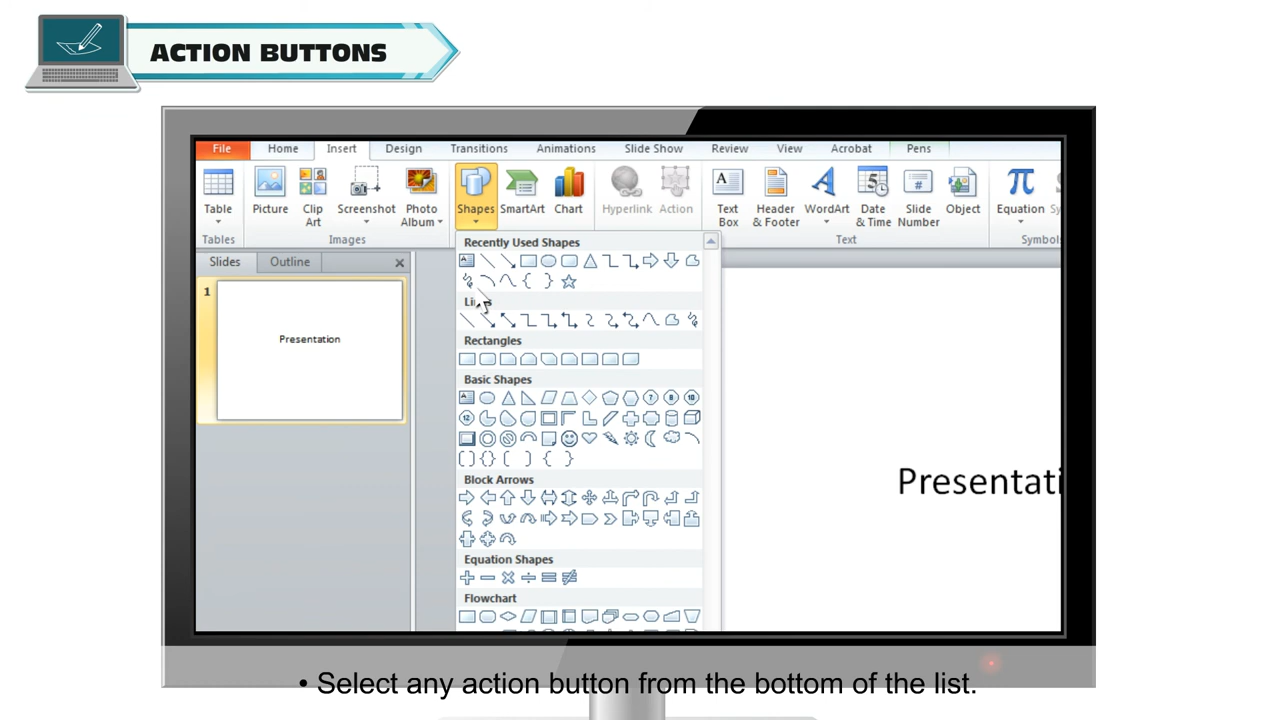 ACTION BUTTONS
File Home Insert Design Transitions Animations Slide Show Review View Acrobat Pens
Table Picture Clip Art Screenshot Photo Album Shapes SmartArt Chart Hyperlink Action Text Box Header & Footer WordArt Date & Time Slide Number Object Equation
Tables Images Text Symbols
Slides Outline
1
Presentation
Recently Used Shapes
Lines
Rectangles
Basic Shapes
Block Arrows
Equation Shapes
Flowchart
Presentati
• Select any action button from the bottom of the list.